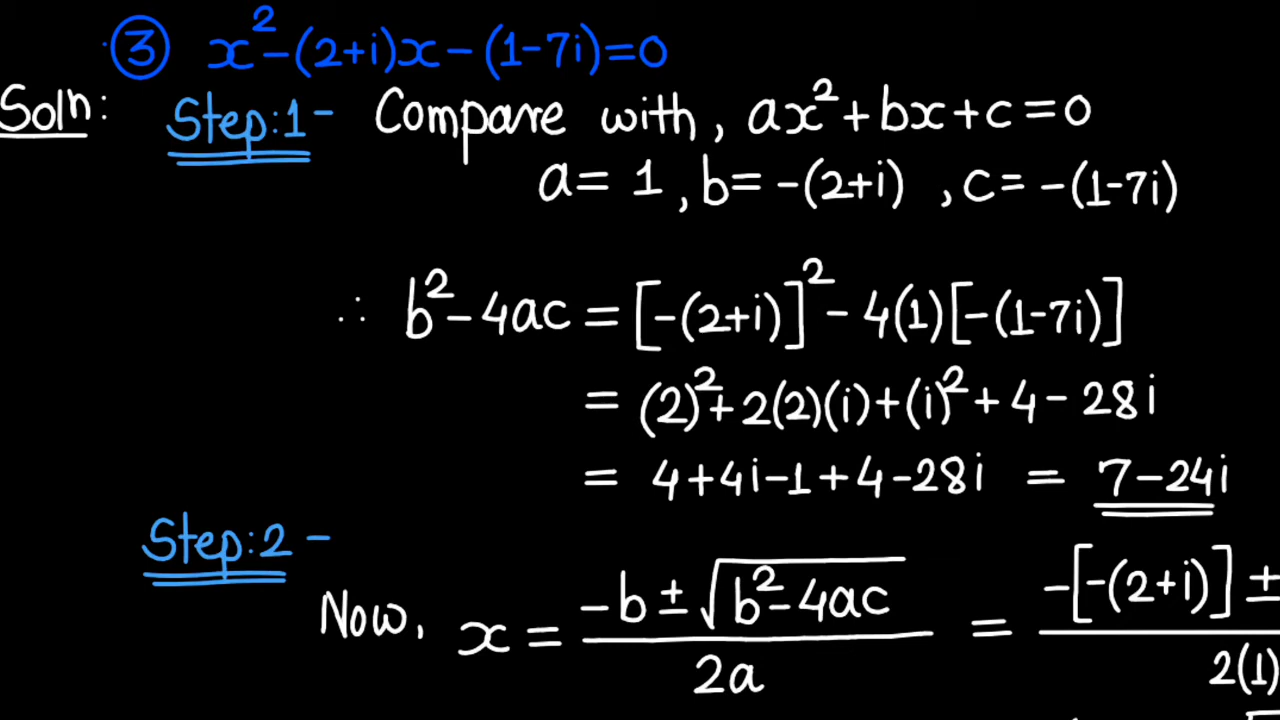 ③ x²-(2+i)x-(1-7i)=0
Soln: Step:1- Compare with, ax²+bx+c=0
a=1, b=-(2+i), c=-(1-7i)
∴ b²-4ac = [-(2+i)]²-4(1)[-(1-7i)]
= (2)²+2(2)(i)+(i)²+4-28i
= 4+4i-1+4-28i = 7-24i
Step:2-
Now, x = (-b±√(b²-4ac))/2a = (-[-(2+i)]±)/2(1)